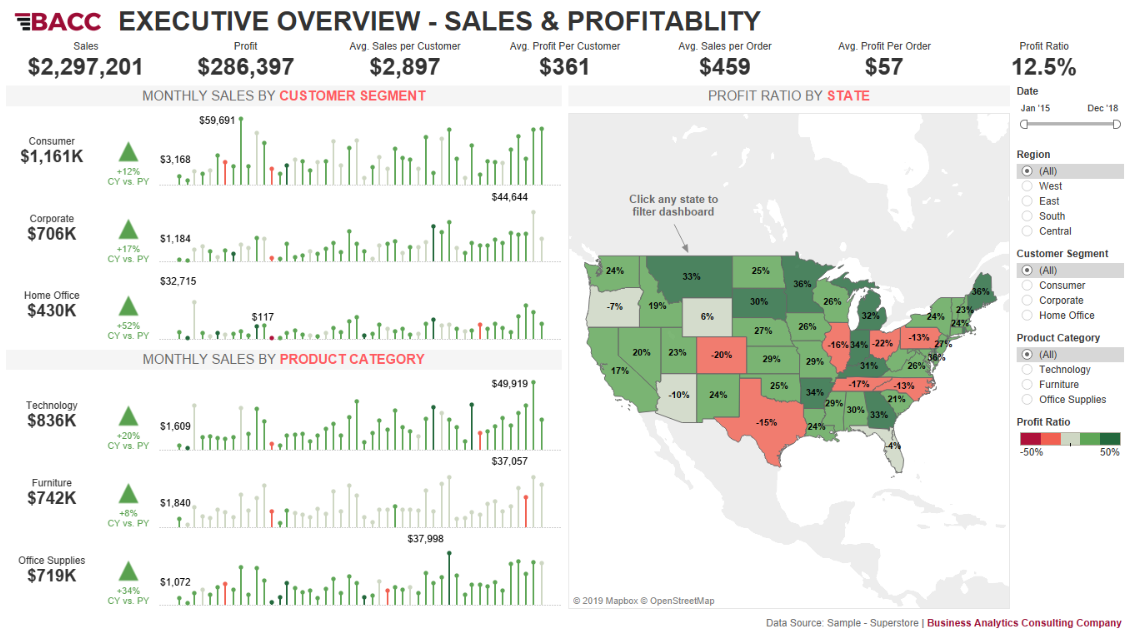 BACC EXECUTIVE OVERVIEW - SALES & PROFITABLITY
Sales Profit Avg. Sales per Customer Avg. Profit Per Customer Avg. Sales per Order Avg. Profit Per Order Profit Ratio
$2,297,201 $286,397 $2,897 $361 $459 $57 12.5%
MONTHLY SALES BY CUSTOMER SEGMENT
Consumer
$1,161K
+12%
CY vs. PY
$3,168
$59,691
Corporate
$706K
+17%
CY vs. PY
$1,184
$44,644
Home Office
$430K
+52%
CY vs. PY
$32,715
$117
MONTHLY SALES BY PRODUCT CATEGORY
Technology
$836K
+20%
CY vs. PY
$1,609
$49,919
Furniture
$742K
+8%
CY vs. PY
$1,840
$37,057
Office Supplies
$719K
+34%
CY vs. PY
$1,072
$37,998
PROFIT RATIO BY STATE
Click any state to
filter dashboard
24% 33% 25% 36%
-7% 19% 30% 26% 32% 24% 23% 36%
6% 24%
20% 23% -20% 27% 26% -16% 34% -22% -13% 27%
17% 29% 29% 31% 26% 36%
-10% 24% 25% 34% -17% -13%
-15% 24% 29% 30% 33% 21%
-4%
© 2019 Mapbox © OpenStreetMap
Date
Jan '15 Dec '18
Region
(All)
West
East
South
Central
Customer Segment
(All)
Consumer
Corporate
Home Office
Product Category
(All)
Technology
Furniture
Office Supplies
Profit Ratio
-50% 50%
Data Source: Sample - Superstore | Business Analytics Consulting Company